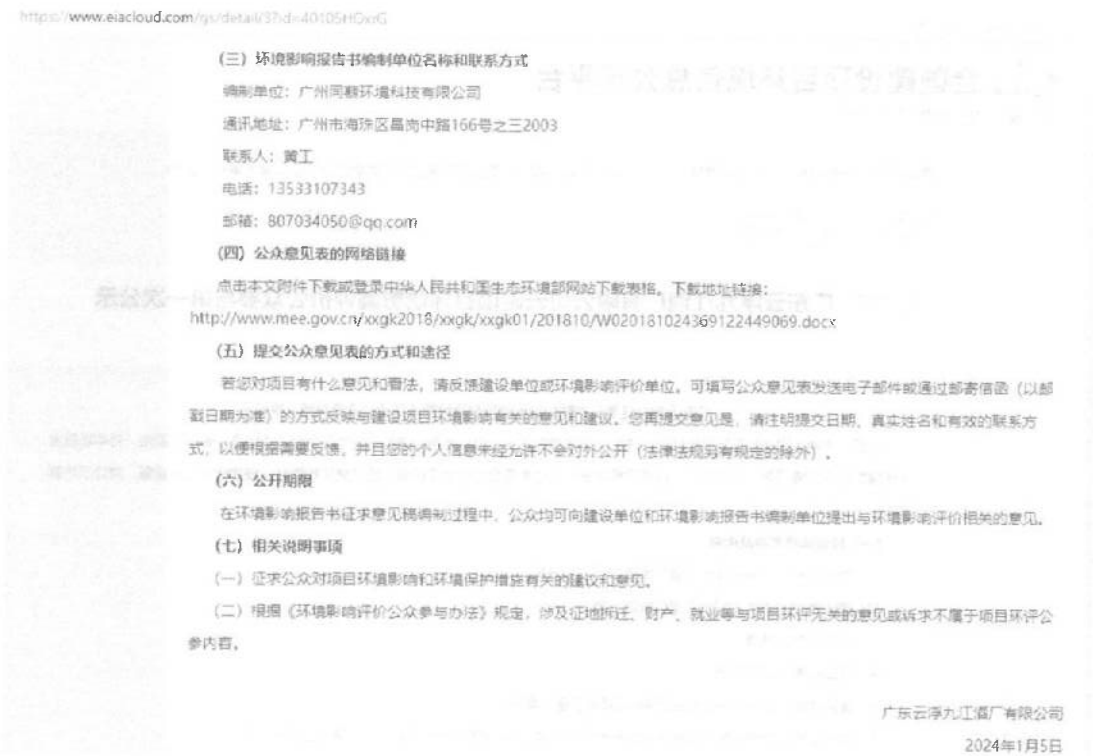 https://www.eiacloud.com/gs/detail/3?id=40105HOxrG
（三）环境影响报告书编制单位名称和联系方式
编制单位：广州同慕环境科技有限公司
通讯地址：广州市海珠区昌岗中路166号之三2003
联系人：黄工
电话：13533107343
邮箱：807034050@qq.com
（四）公众意见表的网络链接
点击本文附件下载或登录中华人民共和国生态环境部网站下载表格。下载地址链接：
http://www.mee.gov.cn/xxgk2018/xxgk/xxgk01/201810/W020181024369122449069.docx
（五）提交公众意见表的方式和途径
若您对项目有什么意见和看法，请反馈建设单位或环境影响评价单位。可填写公众意见表发送电子邮件或通过邮寄信函（以邮
戳日期为准）的方式反映与建设项目环境影响有关的意见和建议。您再提交意见是，请注明提交日期、真实姓名和有效的联系方
式，以便根据需要反馈，并且您的个人信息未经允许不会对外公开（法律法规另有规定的除外）。
（六）公开期限
在环境影响报告书征求意见稿编制过程中，公众均可向建设单位和环境影响报告书编制单位提出与环境影响评价相关的意见。
（七）相关说明事项
（一）征求公众对项目环境影响和环境保护措施有关的建议和意见。
（二）根据《环境影响评价公众参与办法》规定，涉及征地拆迁、财产、就业等与项目环评无关的意见或诉求不属于项目环评公
参内容。
广东云浮九江酒厂有限公司
2024年1月5日